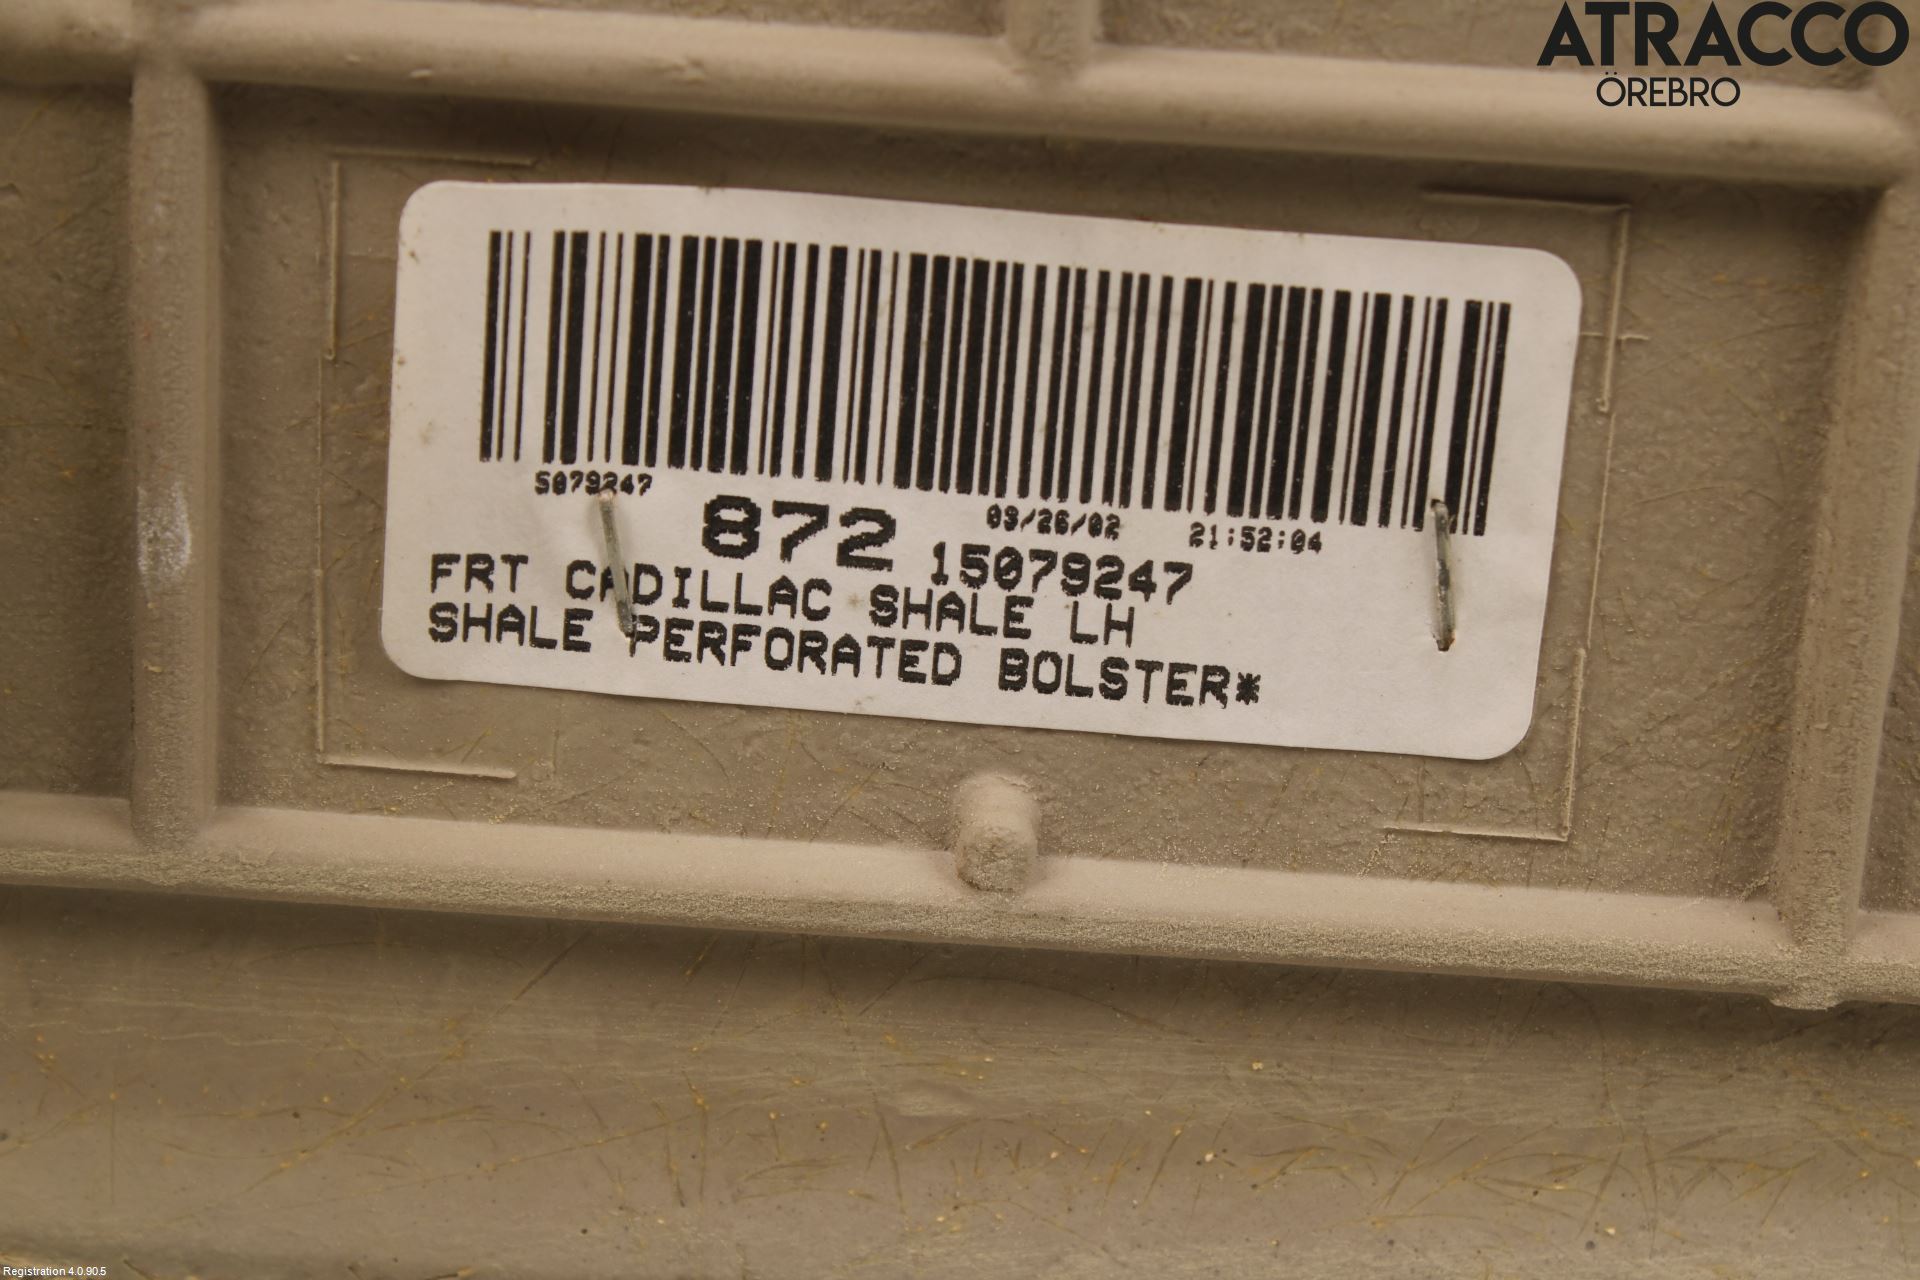 ATRACCO
ÖREBRO
5079247
872
03/26/02
21:52:04
15079247
FRT CADILLAC SHALE LH
SHALE PERFORATED BOLSTER*
Registration 4.0.90.5